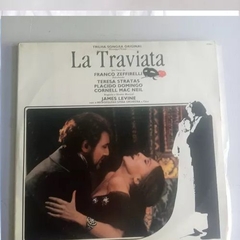 TRILHA SONORA ORIGINAL
La Traviata
FRANCO ZEFFIRELLI
TERESA STRATAS
PLACIDO DOMINGO
CORNELL MAC NEIL
JAMES LEVINE